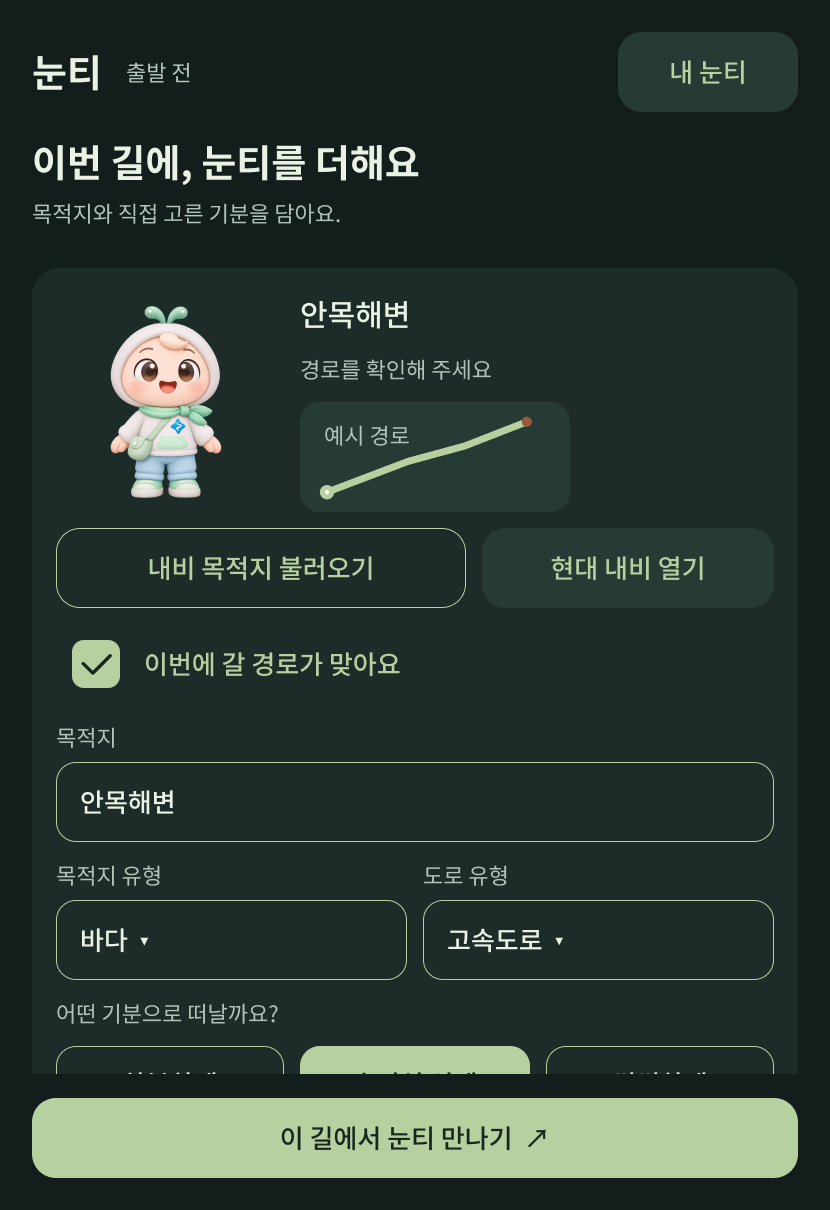 눈티
출발 전
내 눈티
이번 길에, 눈티를 더해요
목적지와 직접 고른 기분을 담아요.
안목해변
경로를 확인해 주세요
예시 경로
내비 목적지 불러오기
현대 내비 열기
이번에 갈 경로가 맞아요
목적지
안목해변
목적지 유형
도로 유형
바다 ▾
고속도로 ▾
어떤 기분으로 떠날까요?
이 길에서 눈티 만나기 ↗